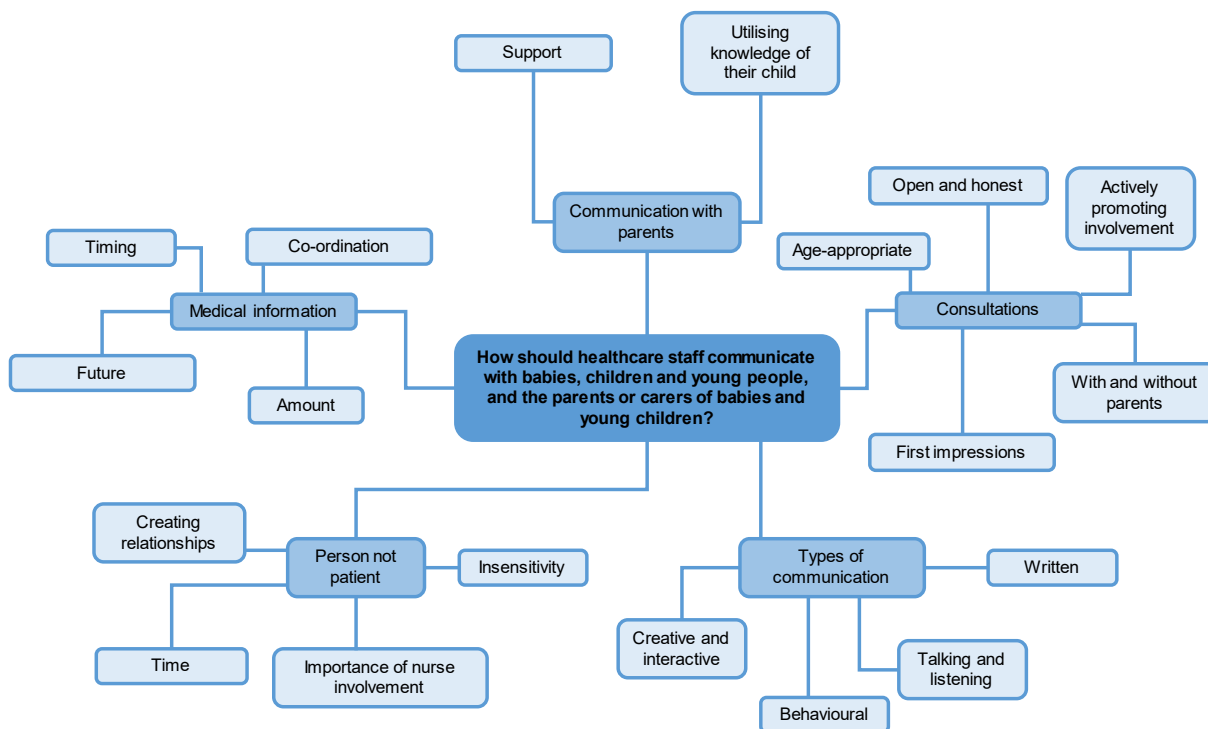 Support
Utilising
knowledge of
their child
Communication with
parents
Open and honest
Actively
promoting
involvement
Age-appropriate
Consultations
With and without
parents
First impressions
Timing
Co-ordination
Medical information
Future
Amount
How should healthcare staff communicate
with babies, children and young people,
and the parents or carers of babies and
young children?
Creating
relationships
Person not
patient
Insensitivity
Time
Importance of nurse
involvement
Types of
communication
Written
Creative and
interactive
Talking and
listening
Behavioural